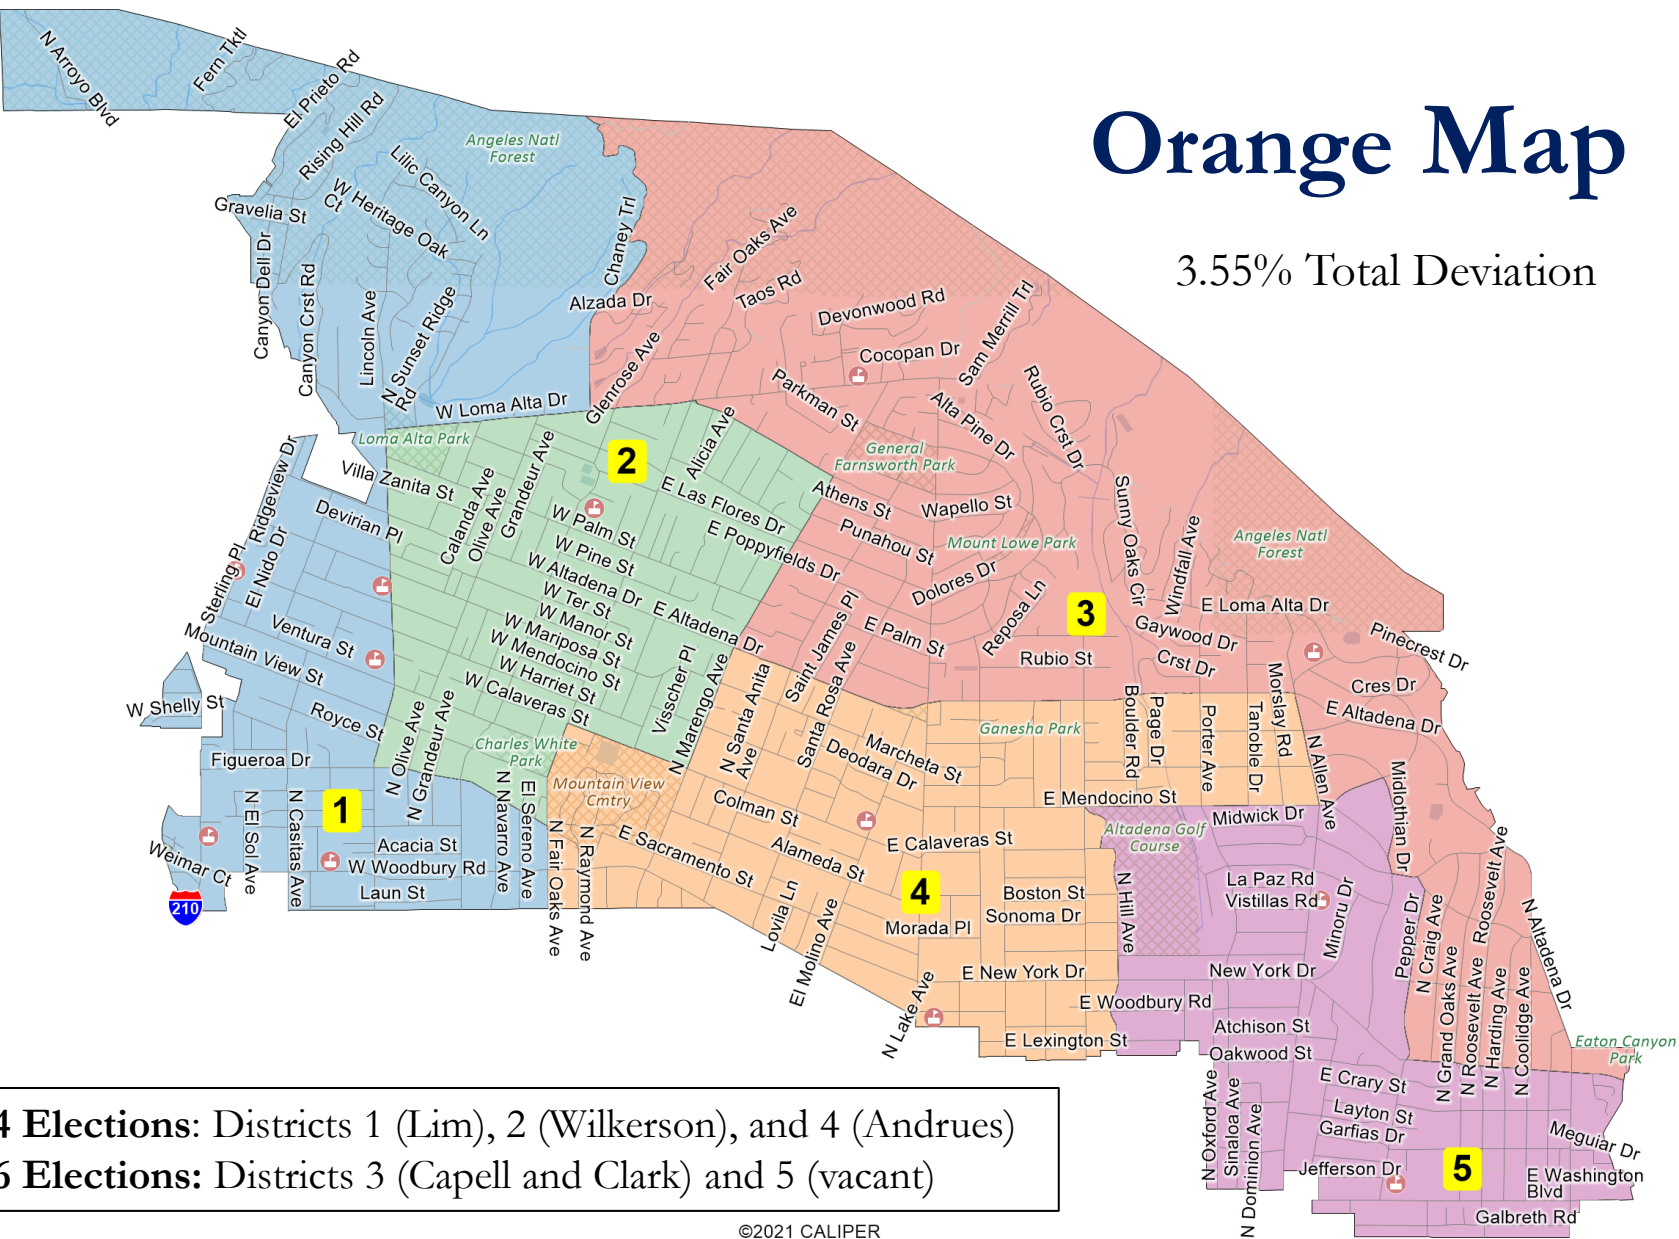 Orange Map
3.55% Total Deviation
N Arroyo Blvd
Fern Tktl
El Prieto Rd
Rising Hill Rd
Angeles Natl
Forest
Lilic Canyon Ln
W Heritage Oak
Ct
Gravelia St
Canyon Dell Dr
Canyon Crst Rd
Lincoln Ave
N Sunset Ridge
Rd
Chaney Trl
Alzada Dr
Fair Oaks Ave
Taos Rd
Devonwood Rd
Cocopan Dr
Sam Merrill Trl
Glenrose Ave
W Loma Alta Dr
Parkman St
Alta Pine Dr
Rubio Crst Dr
Loma Alta Park
Villa Zanita St
Ridgeview Dr
Devirian Pl
El Nido Dr
Sterling Pl
Calanda Ave
Olive Ave
Grandeur Ave
2
Alicia Ave
E Las Flores Dr
E Poppyfields Dr
W Palm St
W Pine St
W Altadena Dr
W Ter St
W Manor St
W Mariposa St
W Mendocino St
W Harriet St
W Calaveras St
E Altadena Dr
Visscher Pl
N Marengo Ave
General
Farnsworth Park
Athens St
Wapello St
Punahou St
Mount Lowe Park
Dolores Dr
Reposa Ln
Sunny Oaks Cir
Windfall Ave
Angeles Natl
Forest
E Loma Alta Dr
3
Gaywood Dr
Crst Dr
Rubio St
E Palm St
Saint James Pl
Santa Rosa Ave
Pinecrest Dr
Cres Dr
E Altadena Dr
Morslay Rd
Ventura St
Mountain View St
W Shelly St
Royce St
Figueroa Dr
N Olive Ave
N Grandeur Ave
Charles White
Park
Mountain View
Cmtry
N Santa Anita
Ave
Marcheta St
Deodara Dr
Ganesha Park
Boulder Rd
Page Dr
Porter Ave
Tanoble Dr
N Allen Ave
Midlothian Dr
E Mendocino St
Midwick Dr
1
N El Sol Ave
N Casitas Ave
N Navarro Ave
El Sereno Ave
N Fair Oaks Ave
N Raymond Ave
Acacia St
W Woodbury Rd
Laun St
Weimar Ct
210
Colman St
E Sacramento St
Alameda St
E Calaveras St
4
Lovilla Ln
El Molino Ave
Morada Pl
Boston St
Sonoma Dr
E New York Dr
N Lake Ave
E Woodbury Rd
E Lexington St
Altadena Golf
Course
N Hill Ave
La Paz Rd
Vistillas Rd
Minoru Dr
Pepper Dr
N Craig Ave
Roosevelt Ave
N Grand Oaks Ave
N Roosevelt Ave
N Harding Ave
N Coolidge Ave
N Altadena Dr
New York Dr
Atchison St
Oakwood St
Eaton Canyon
Park
E Crary St
Layton St
Garfias Dr
Jefferson Dr
5
Meguiar Dr
E Washington
Blvd
Galbreth Rd
N Oxford Ave
Sinaloa Ave
N Dominion Ave
4 Elections: Districts 1 (Lim), 2 (Wilkerson), and 4 (Andrues)
6 Elections: Districts 3 (Capell and Clark) and 5 (vacant)
©2021 CALIPER